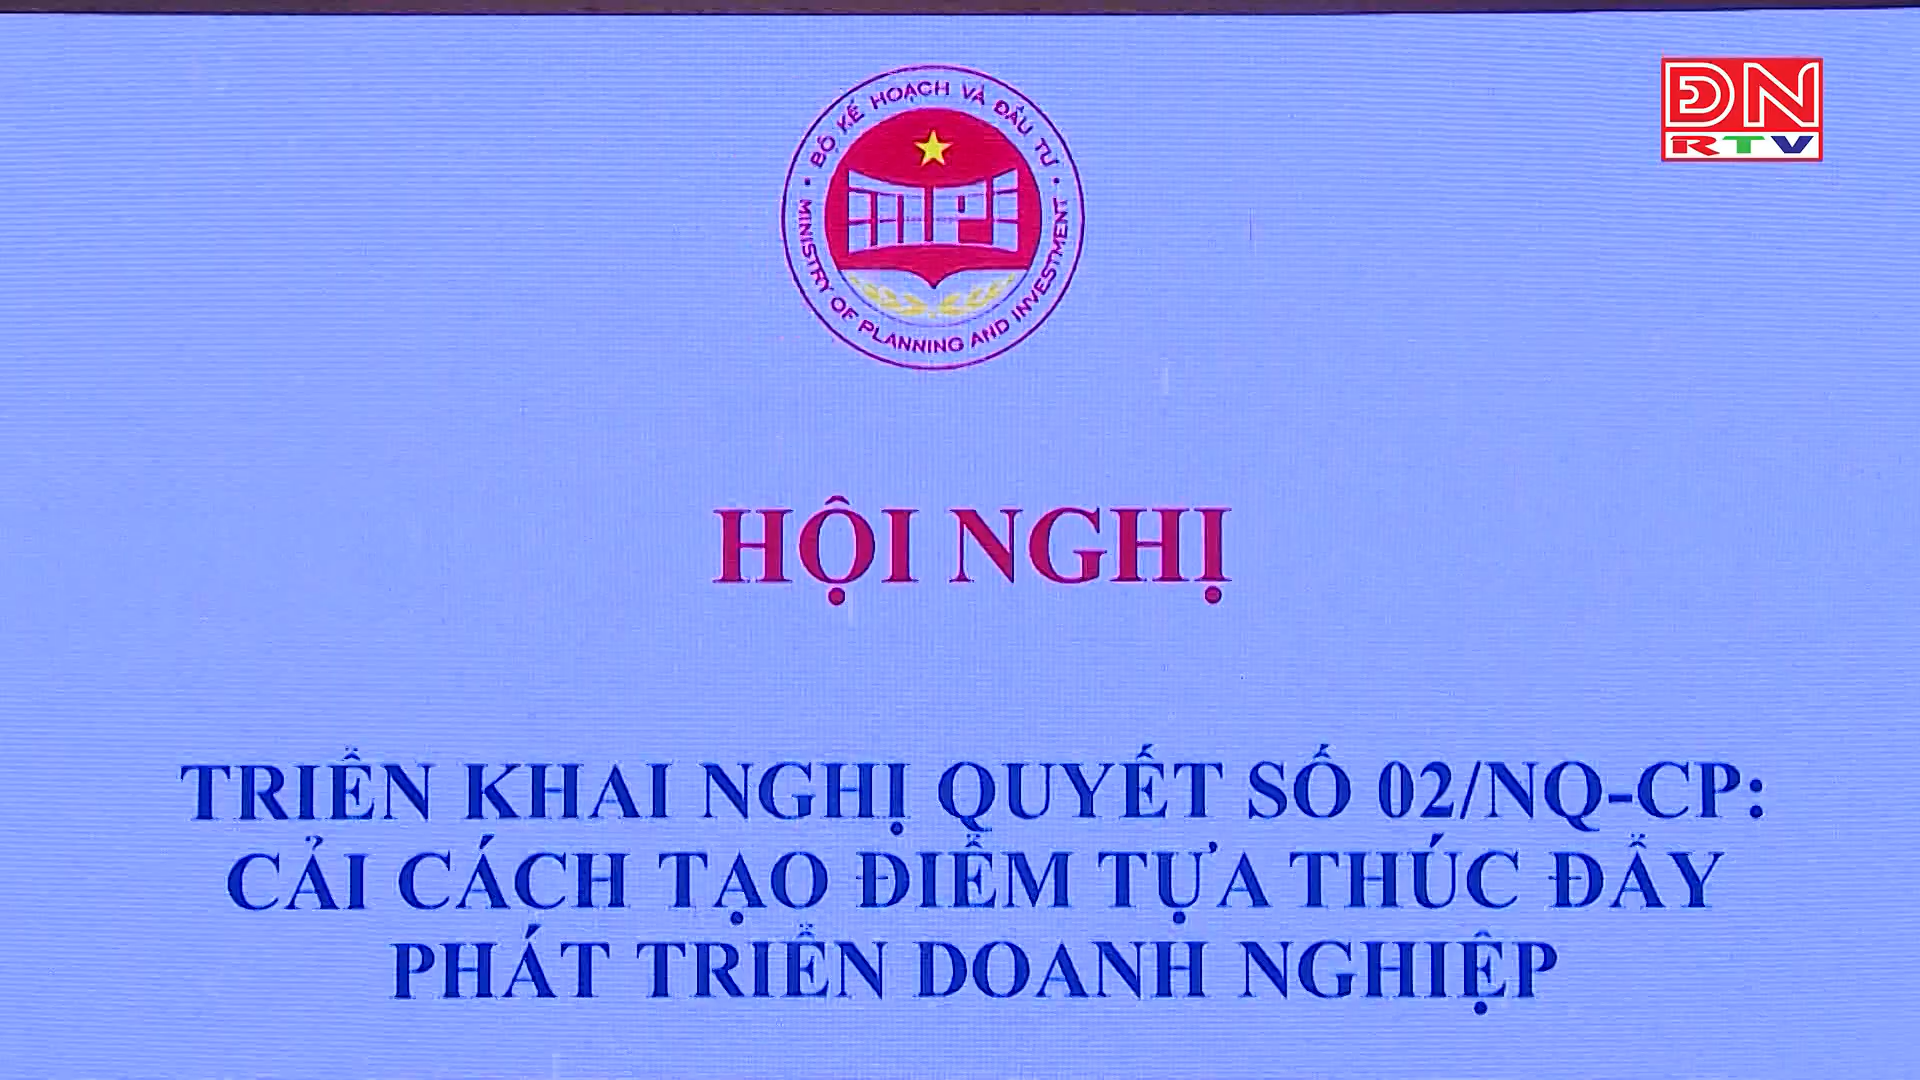 BỘ KẾ HOẠCH VÀ ĐẦU TƯ
MINISTRY OF PLANNING AND INVESTMENT
MPI
ĐN
RTV
HỘI NGHỊ
TRIỂN KHAI NGHỊ QUYẾT SỐ 02/NQ-CP:
CẢI CÁCH TẠO ĐIỂM TỰA THÚC ĐẨY
PHÁT TRIỂN DOANH NGHIỆP